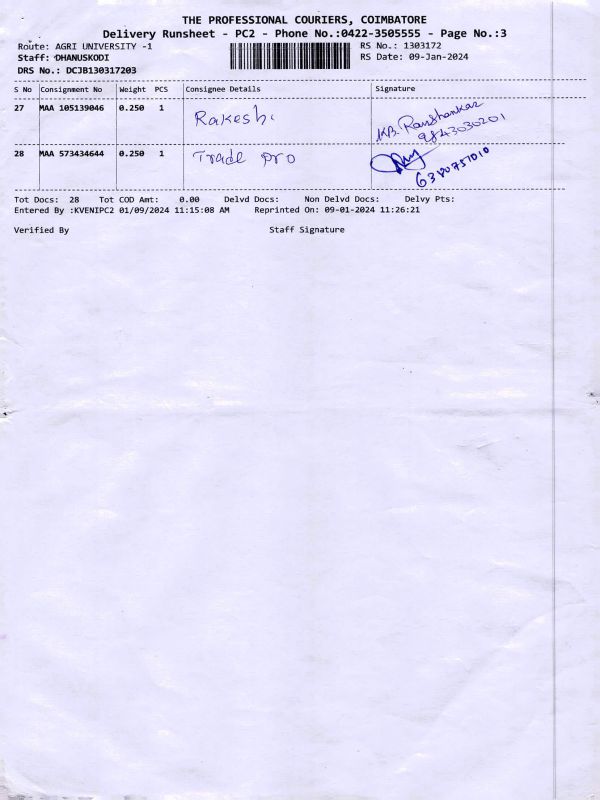 THE PROFESSIONAL COURIERS, COIMBATORE
Delivery Runsheet - PC2 - Phone No.:0422-3505555 - Page No.:3
Route: AGRI UNIVERSITY -1
RS No.: 1303172
Staff: DHANUSKODI
RS Date: 09-Jan-2024
DRS No.: DCJB130317203
S No Consignment No Weight PCS Consignee Details Signature
27 MAA 105139046 0.250 1 Rakesh
KB. Ravishankar
9843030201
28 MAA 573434644 0.250 1 Trade pro
6380751010
Tot Docs: 28 Tot COD Amt: 0.00 Delvd Docs: Non Delvd Docs: Delvy Pts:
Entered By :KVENIPC2 01/09/2024 11:15:08 AM Reprinted On: 09-01-2024 11:26:21
Verified By Staff Signature